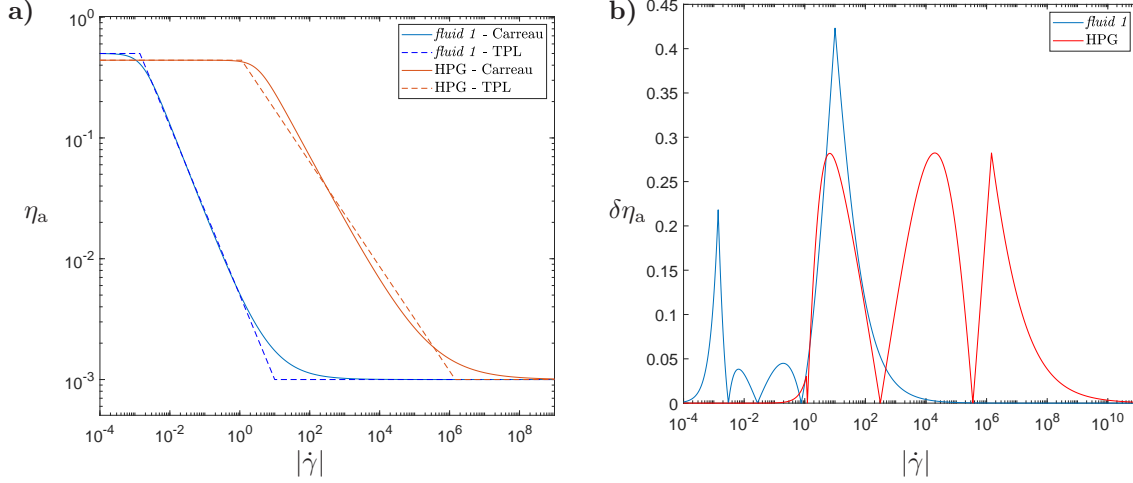 a)
10^0
10^-1
η_a
10^-2
10^-3
10^-4 10^-2 10^0 10^2 10^4 10^6 10^8
|γ̇|
fluid 1 - Carreau
fluid 1 - TPL
HPG - Carreau
HPG - TPL
b)
0.45
0.4
0.35
0.3
0.25
δη_a
0.2
0.15
0.1
0.05
0
10^-4 10^-2 10^0 10^2 10^4 10^6 10^8 10^10
|γ̇|
fluid 1
HPG